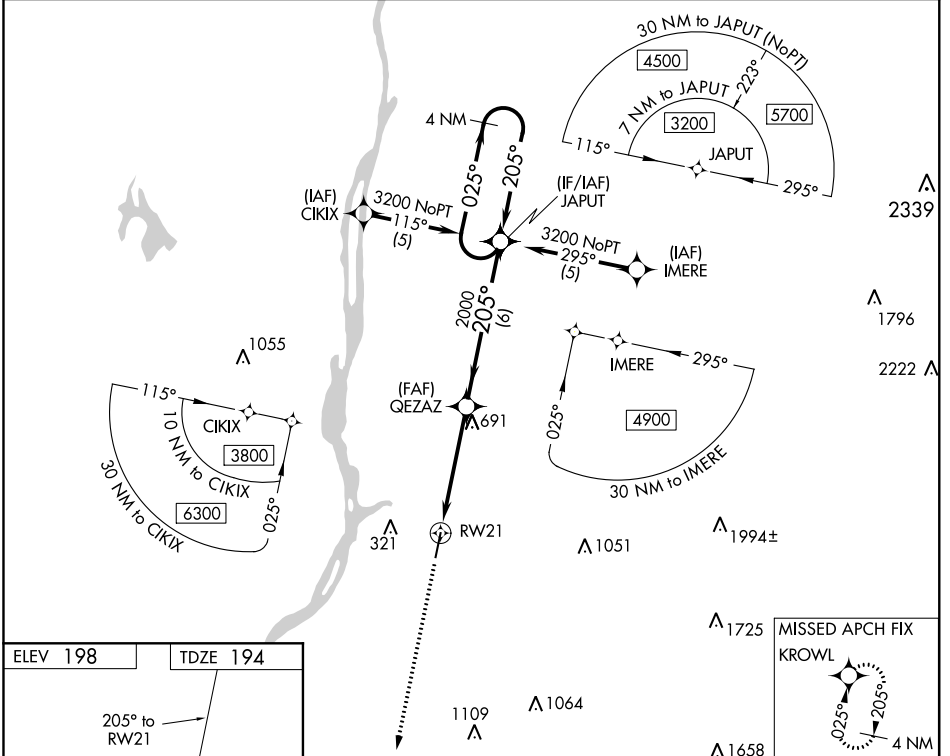 30 NM to JAPUT (NoPT)
4500
223°
7 NM to JAPUT
5700
3200
115°
JAPUT
295°
4 NM
025°
205°
(IF/IAF)
JAPUT
(IAF)
CIKIX
3200 NoPT
115°
(5)
3200 NoPT
295°
(5)
(IAF)
IMERE
2339
1796
2222
2000
205°
(6)
1055
115°
CIKIX
3800
10 NM to CIKIX
6300
30 NM to CIKIX
025°
(FAF)
QEZAZ
691
IMERE
295°
025°
4900
30 NM to IMERE
321
RW21
1051
1994±
1725
ELEV 198
TDZE 194
205° to
RW21
1109
1064
1658
MISSED APCH FIX
KROWL
025°
205°
4 NM